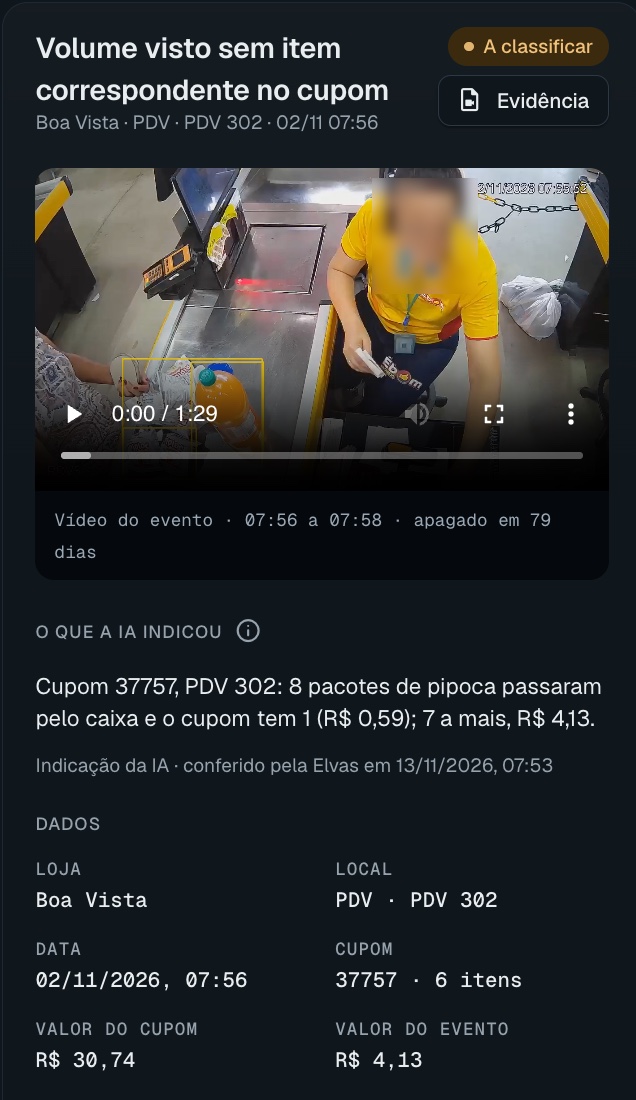 Volume visto sem item
correspondente no cupom
A classificar
Evidência
Boa Vista · PDV · PDV 302 · 02/11 07:56
0:00 / 1:29
Vídeo do evento · 07:56 a 07:58 · apagado em 79
dias
O QUE A IA INDICOU
Cupom 37757, PDV 302: 8 pacotes de pipoca passaram
pelo caixa e o cupom tem 1 (R$ 0,59); 7 a mais, R$ 4,13.
Indicação da IA · conferido pela Elvas em 13/11/2026, 07:53
DADOS
LOJA
Boa Vista
LOCAL
PDV · PDV 302
DATA
02/11/2026, 07:56
CUPOM
37757 · 6 itens
VALOR DO CUPOM
R$ 30,74
VALOR DO EVENTO
R$ 4,13